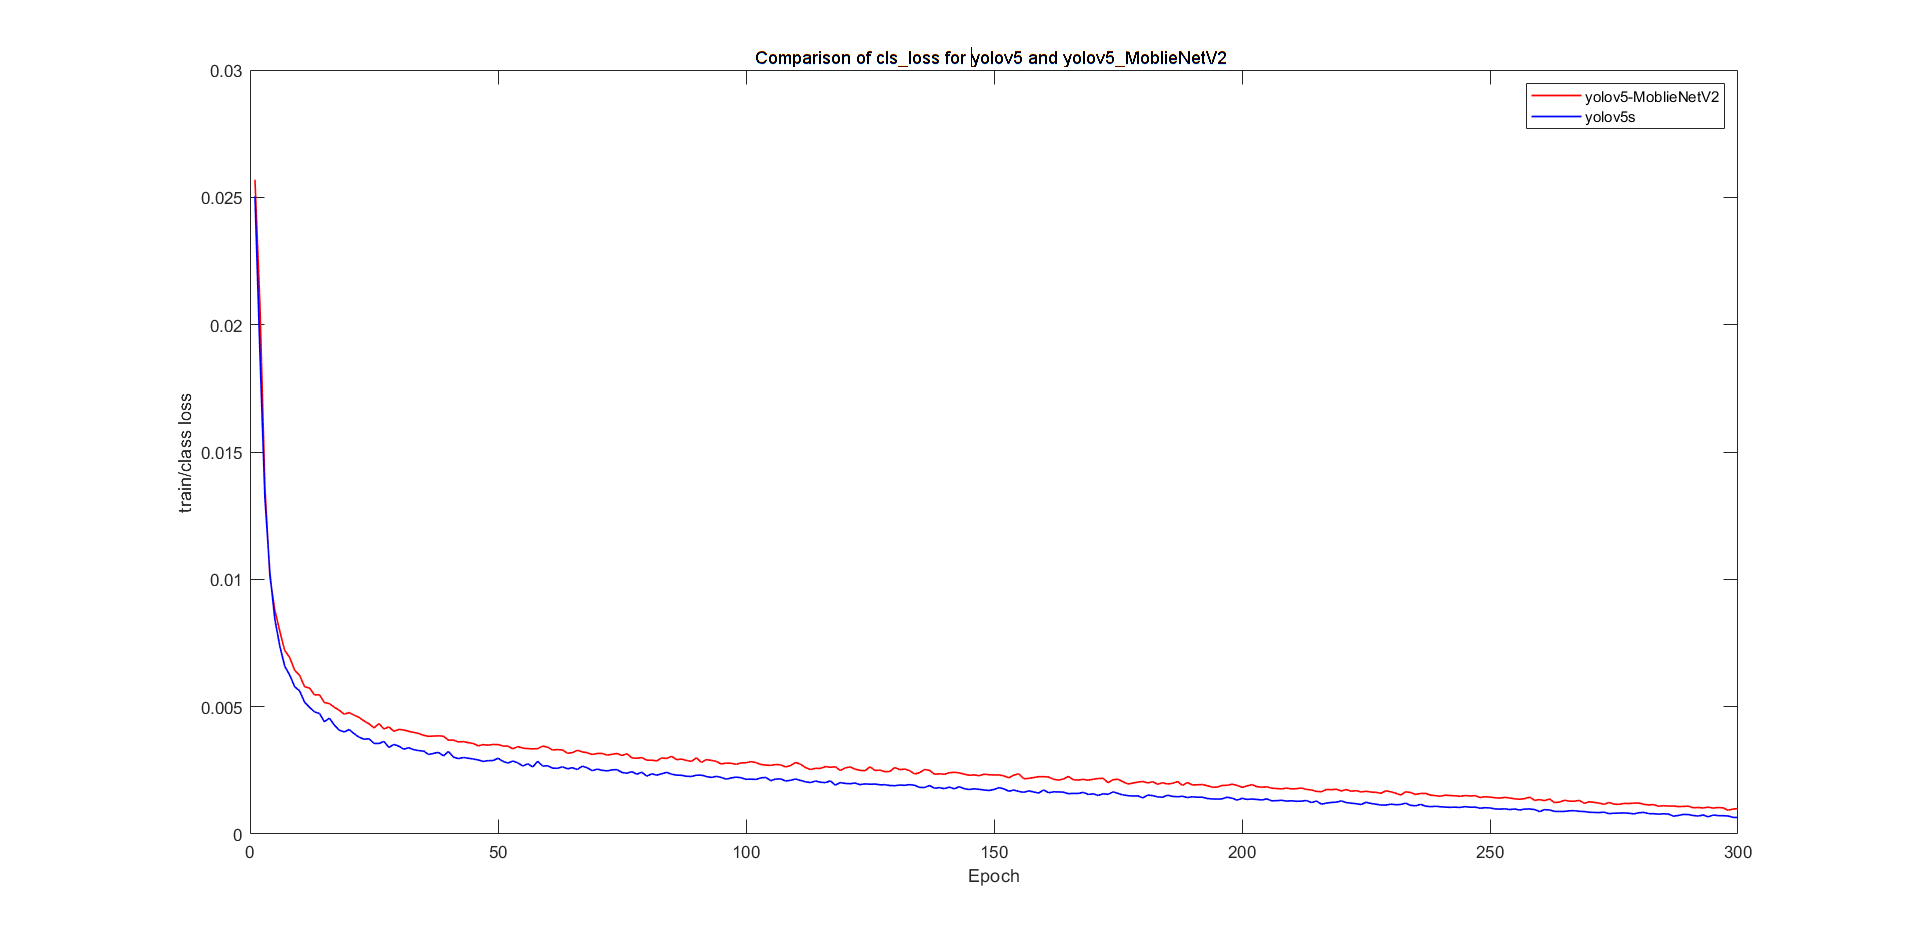 Comparison of cls_loss for yolov5 and yolov5_MoblieNetV2
0.03
yolov5-MoblieNetV2
yolov5s
0.025
0.02
0.015
train/class loss
0.01
0.005
0
0 50 100 150 200 250 300
Epoch